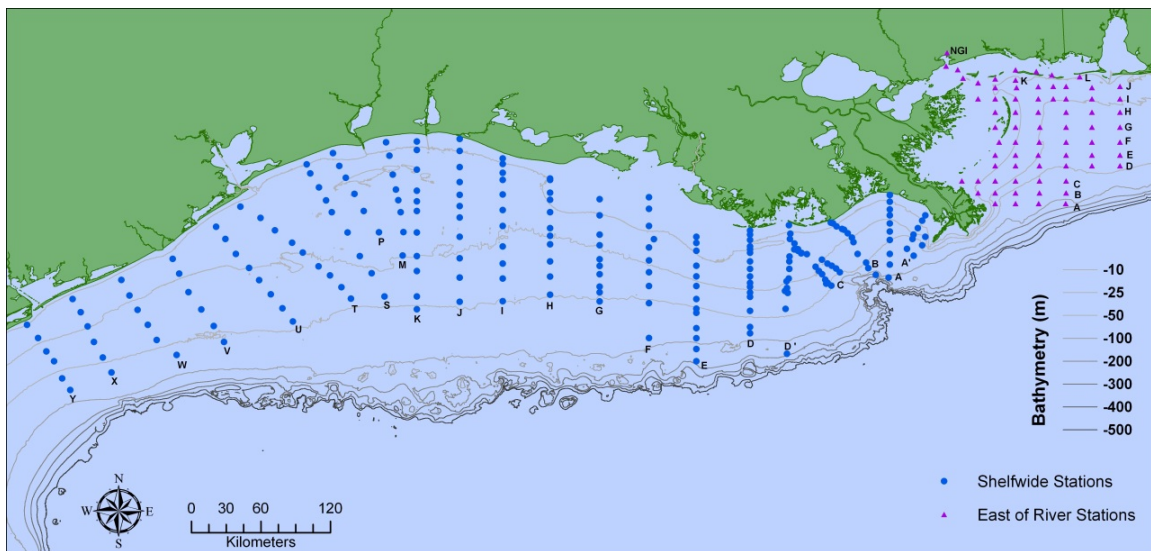 NGI
K
L
J
I
H
G
F
E
D
C
B
A
P
M
B
A'
A
C
T
S
K
J
I
H
G
U
V
W
X
Y
F
E
D
D'
-10
-25
-50
-100
-200
-300
-400
-500
Bathymetry (m)
N
W E
S
0 30 60 120
Kilometers
Shelfwide Stations
East of River Stations